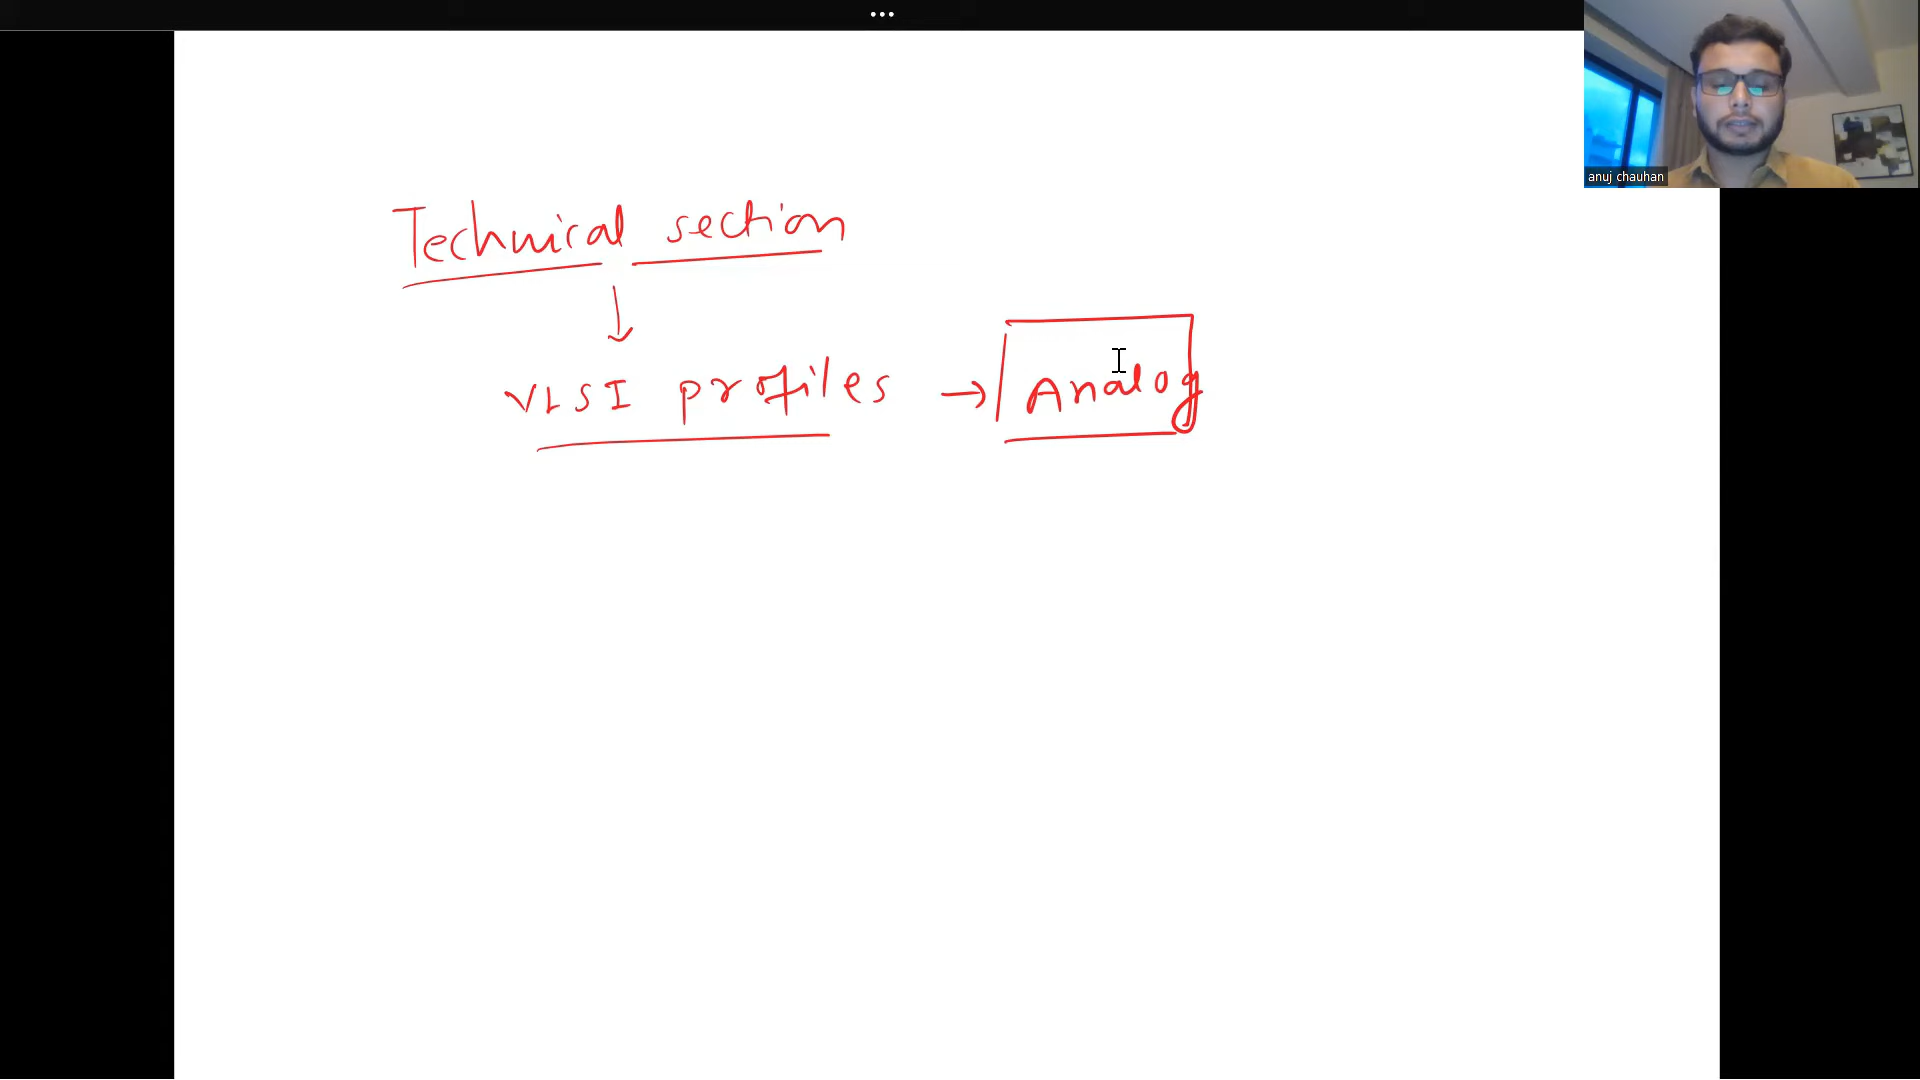 anuj chauhan
Technical section
↓
VLSI profiles → Analog